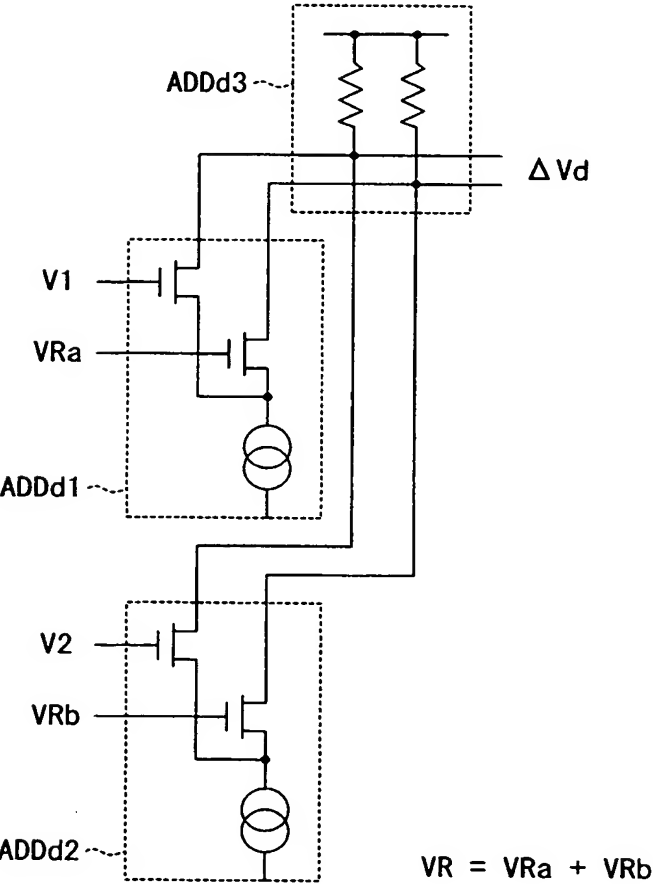 ADDd3
ΔVd
V1
VRa
ADDd1
V2
VRb
ADDd2
VR = VRa + VRb